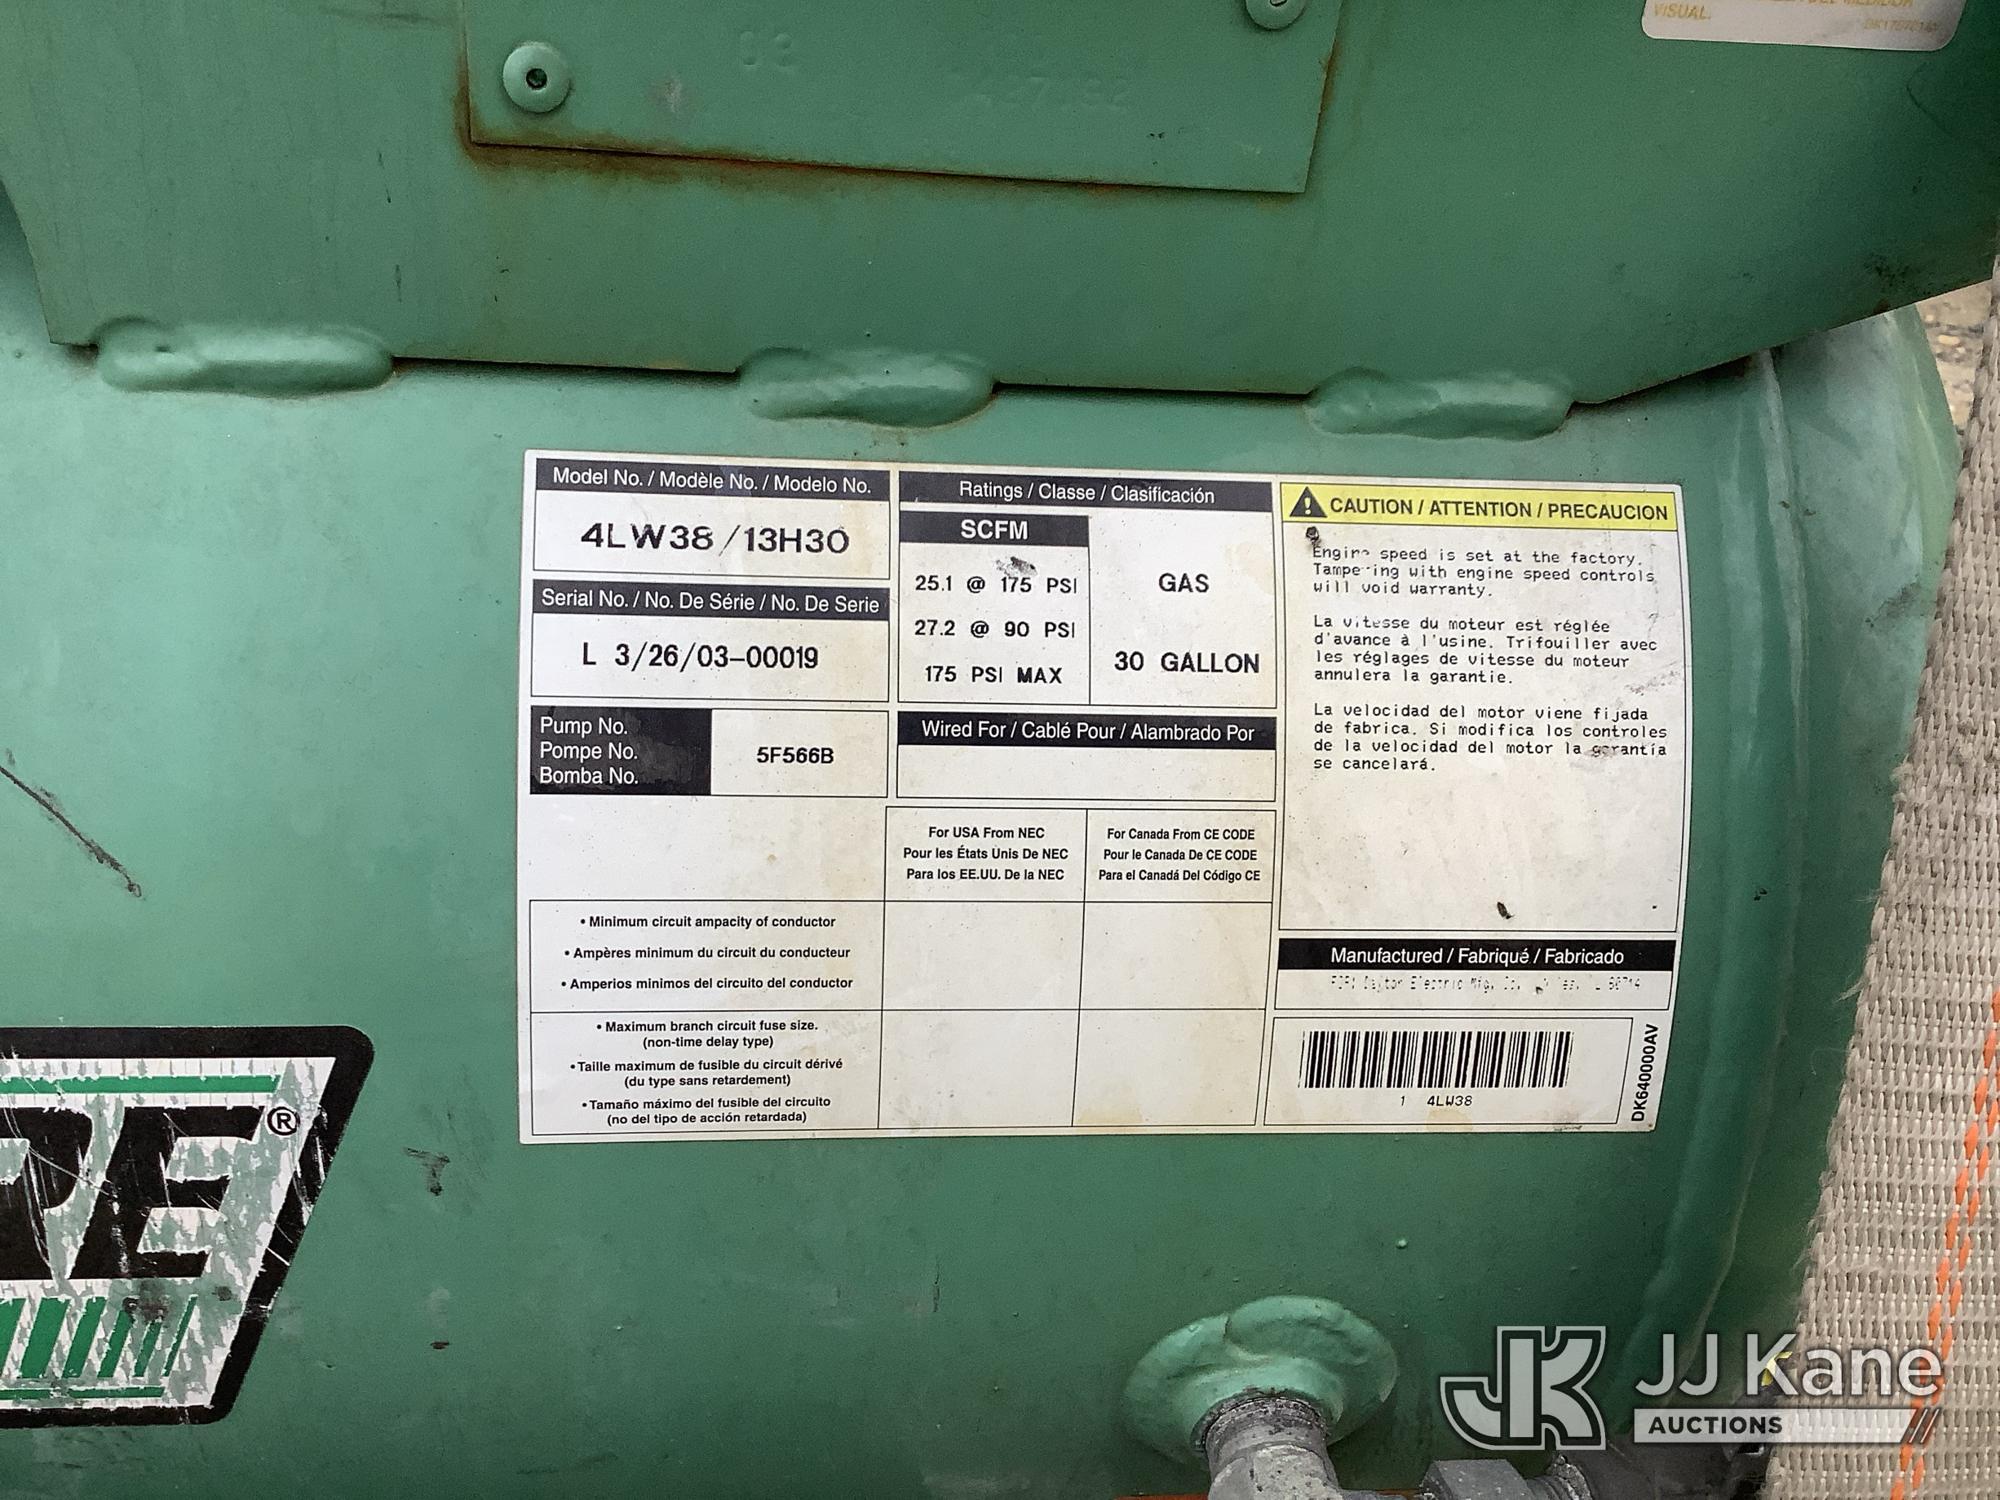 VISUAL.
03
Model No. / Modèle No. / Modelo No.
4LW38 / 13H30
Serial No. / No. De Série / No. De Serie
L 3/26/03-00019
Pump No.
Pompe No.
Bomba No.
5F566B
Ratings / Classe / Clasificación
SCFM
25.1 @ 175 PSI
27.2 @ 90 PSI
175 PSI MAX
GAS
30 GALLON
Wired For / Cablé Pour / Alambrado Por
For USA From NEC
Pour les États Unis De NEC
Para los EE.UU. De la NEC
For Canada From CE CODE
Pour le Canada De CE CODE
Para el Canadá Del Código CE
• Minimum circuit ampacity of conductor
• Ampères minimum du circuit du conducteur
• Amperios minimos del circuito del conductor
• Maximum branch circuit fuse size.
(non-time delay type)
• Taille maximum de fusible du circuit dérivé
(du type sans retardement)
• Tamaño máximo del fusible del circuito
(no del tipo de acción retardada)
CAUTION / ATTENTION / PRECAUCION
Engine speed is set at the factory.
Tampering with engine speed controls
will void warranty.
La vitesse du moteur est réglée
d'avance à l'usine. Trifouiller avec
les réglages de vitesse du moteur
annulera la garantie.
La velocidad del motor viene fijada
de fabrica. Si modifica los controles
de la velocidad del motor la garantía
se cancelará.
Manufactured / Fabriqué / Fabricado
FOR: Dayton Electric Mfg. Co. 60714
1 4LW38
DK640000AV
PE®
JK JJ Kane
AUCTIONS